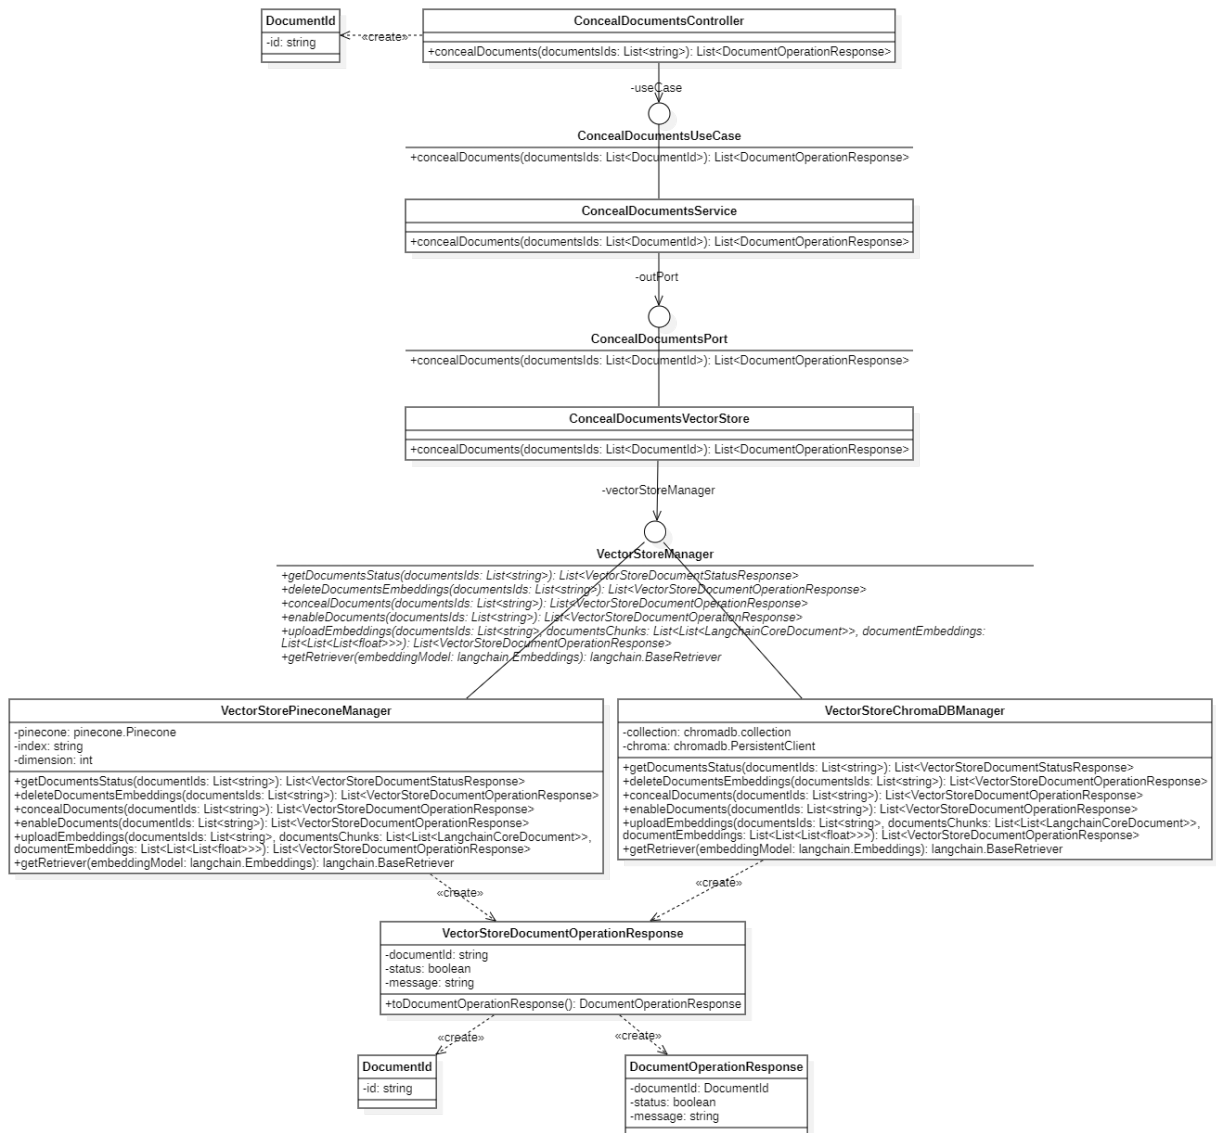 DocumentId
-id: string
«create»
ConcealDocumentsController
+concealDocuments(documentsIds: List<string>): List<DocumentOperationResponse>
-useCase
ConcealDocumentsUseCase
+concealDocuments(documentsIds: List<DocumentId>): List<DocumentOperationResponse>
ConcealDocumentsService
+concealDocuments(documentsIds: List<DocumentId>): List<DocumentOperationResponse>
-outPort
ConcealDocumentsPort
+concealDocuments(documentsIds: List<DocumentId>): List<DocumentOperationResponse>
ConcealDocumentsVectorStore
+concealDocuments(documentsIds: List<DocumentId>): List<DocumentOperationResponse>
-vectorStoreManager
VectorStoreManager
+getDocumentsStatus(documentsIds: List<string>): List<VectorStoreDocumentStatusResponse>
+deleteDocumentsEmbeddings(documentsIds: List<string>): List<VectorStoreDocumentOperationResponse>
+concealDocuments(documentsIds: List<string>): List<VectorStoreDocumentOperationResponse>
+enableDocuments(documentsIds: List<string>): List<VectorStoreDocumentOperationResponse>
+uploadEmbeddings(documentsIds: List<string>, documentsChunks: List<List<LangchainCoreDocument>>, documentEmbeddings:
List<List<List<float>>>): List<VectorStoreDocumentOperationResponse>
+getRetriever(embeddingModel: langchain.Embeddings): langchain.BaseRetriever
VectorStorePineconeManager
-pinecone: pinecone.Pinecone
-index: string
-dimension: int
+getDocumentsStatus(documentIds: List<string>): List<VectorStoreDocumentStatusResponse>
+deleteDocumentsEmbeddings(documentsIds: List<string>): List<VectorStoreDocumentOperationResponse>
+concealDocuments(documentIds: List<string>): List<VectorStoreDocumentOperationResponse>
+enableDocuments(documentIds: List<string>): List<VectorStoreDocumentOperationResponse>
+uploadEmbeddings(documentsIds: List<string>, documentsChunks: List<List<LangchainCoreDocument>>,
documentEmbeddings: List<List<List<float>>>): List<VectorStoreDocumentOperationResponse>
+getRetriever(embeddingModel: langchain.Embeddings): langchain.BaseRetriever
VectorStoreChromaDBManager
-collection: chromadb.collection
-chroma: chromadb.PersistentClient
+getDocumentsStatus(documentIds: List<string>): List<VectorStoreDocumentStatusResponse>
+deleteDocumentsEmbeddings(documentsIds: List<string>): List<VectorStoreDocumentOperationResponse>
+concealDocuments(documentIds: List<string>): List<VectorStoreDocumentOperationResponse>
+enableDocuments(documentIds: List<string>): List<VectorStoreDocumentOperationResponse>
+uploadEmbeddings(documentsIds: List<string>, documentsChunks: List<List<LangchainCoreDocument>>,
documentEmbeddings: List<List<List<float>>>): List<VectorStoreDocumentOperationResponse>
+getRetriever(embeddingModel: langchain.Embeddings): langchain.BaseRetriever
«create»
«create»
VectorStoreDocumentOperationResponse
-documentId: string
-status: boolean
-message: string
+toDocumentOperationResponse(): DocumentOperationResponse
«create»
«create»
DocumentId
-id: string
DocumentOperationResponse
-documentId: DocumentId
-status: boolean
-message: string